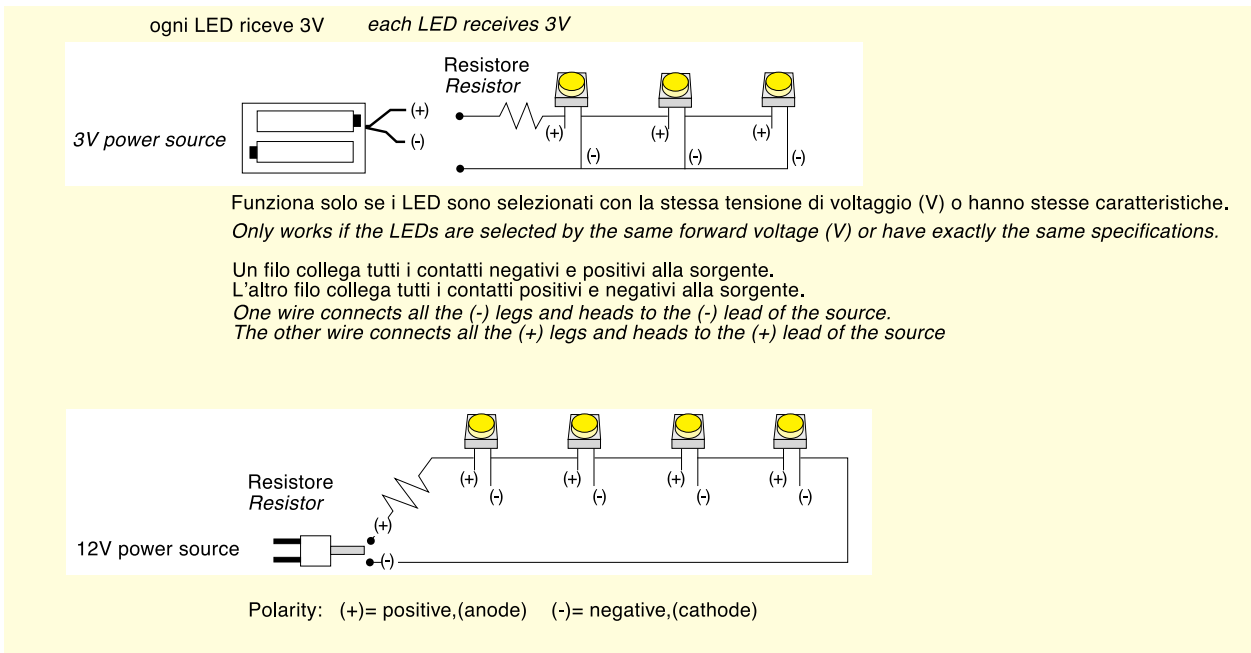 ogni LED riceve 3V each LED receives 3V
Resistore
Resistor
(+)
3V power source
(-)
(+) (+) (+)
(-) (-) (-)
Funziona solo se i LED sono selezionati con la stessa tensione di voltaggio (V) o hanno stesse caratteristiche.
Only works if the LEDs are selected by the same forward voltage (V) or have exactly the same specifications.
Un filo collega tutti i contatti negativi e positivi alla sorgente.
L'altro filo collega tutti i contatti positivi e negativi alla sorgente.
One wire connects all the (-) legs and heads to the (-) lead of the source.
The other wire connects all the (+) legs and heads to the (+) lead of the source
Resistore
Resistor
(+) (-) (+) (-) (+) (-) (+) (-)
(+)
12V power source
(-)
Polarity: (+)= positive,(anode) (-)= negative,(cathode)